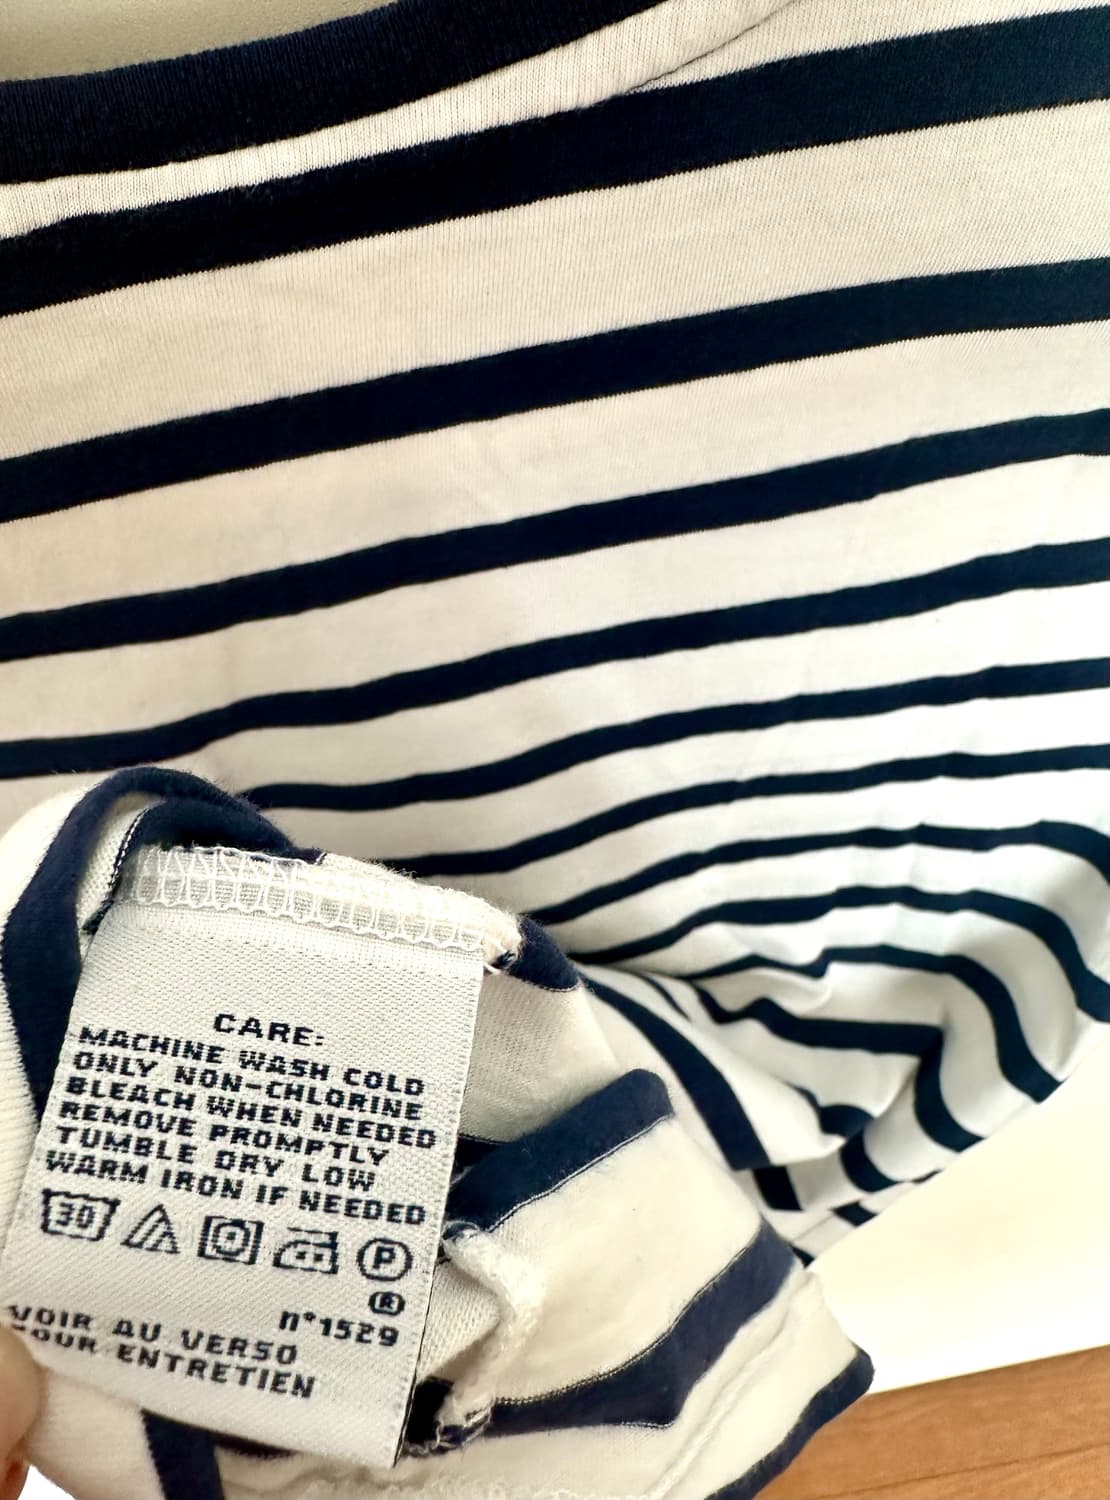 CARE:
MACHINE WASH COLD
ONLY NON-CHLORINE
BLEACH WHEN NEEDED
REMOVE PROMPTLY
TUMBLE DRY LOW
WARM IRON IF NEEDED
30 P
®
n°1529
VOIR AU VERSO
POUR ENTRETIEN